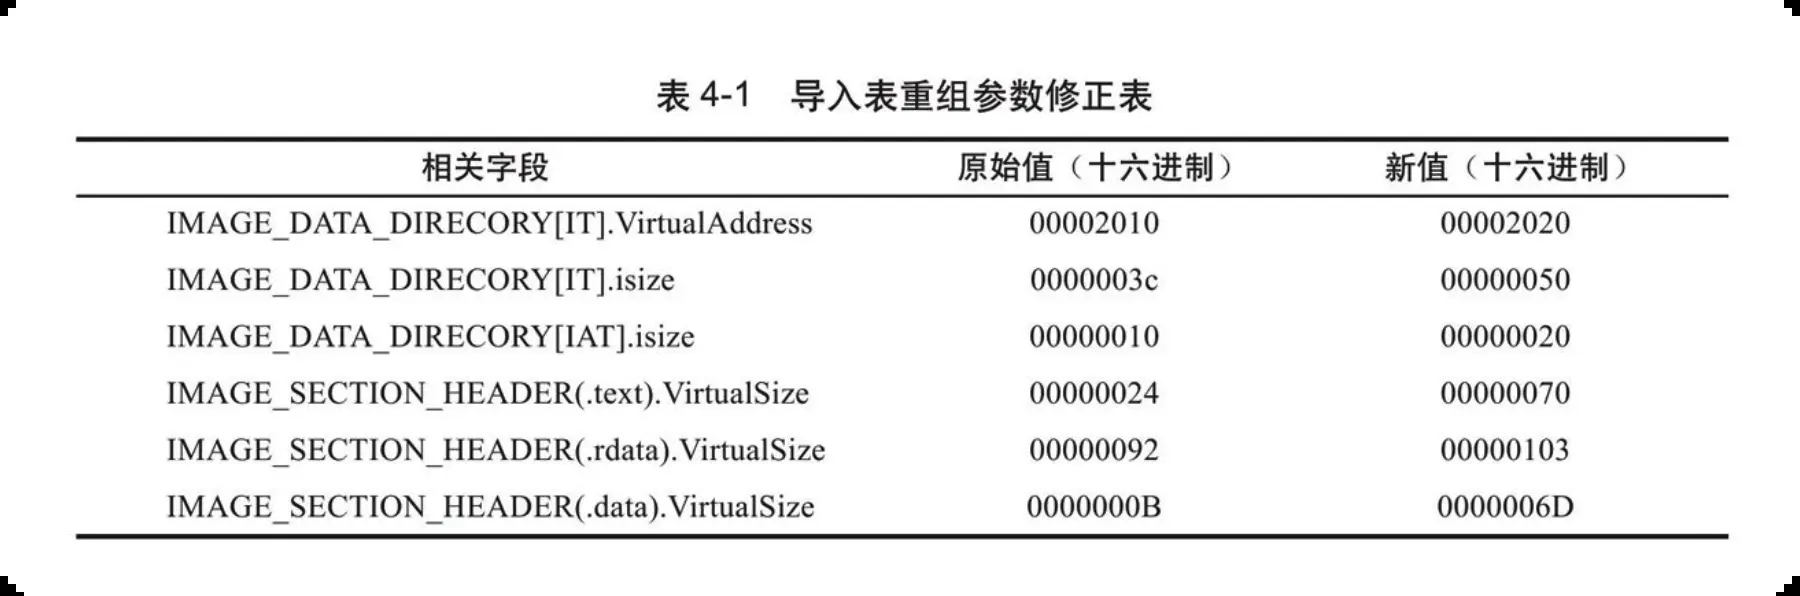 表 4-1 导入表重组参数修正表
相关字段 原始值（十六进制） 新值（十六进制）
IMAGE_DATA_DIRECORY[IT].VirtualAddress 00002010 00002020
IMAGE_DATA_DIRECORY[IT].isize 0000003c 00000050
IMAGE_DATA_DIRECORY[IAT].isize 00000010 00000020
IMAGE_SECTION_HEADER(.text).VirtualSize 00000024 00000070
IMAGE_SECTION_HEADER(.rdata).VirtualSize 00000092 00000103
IMAGE_SECTION_HEADER(.data).VirtualSize 0000000B 0000006D